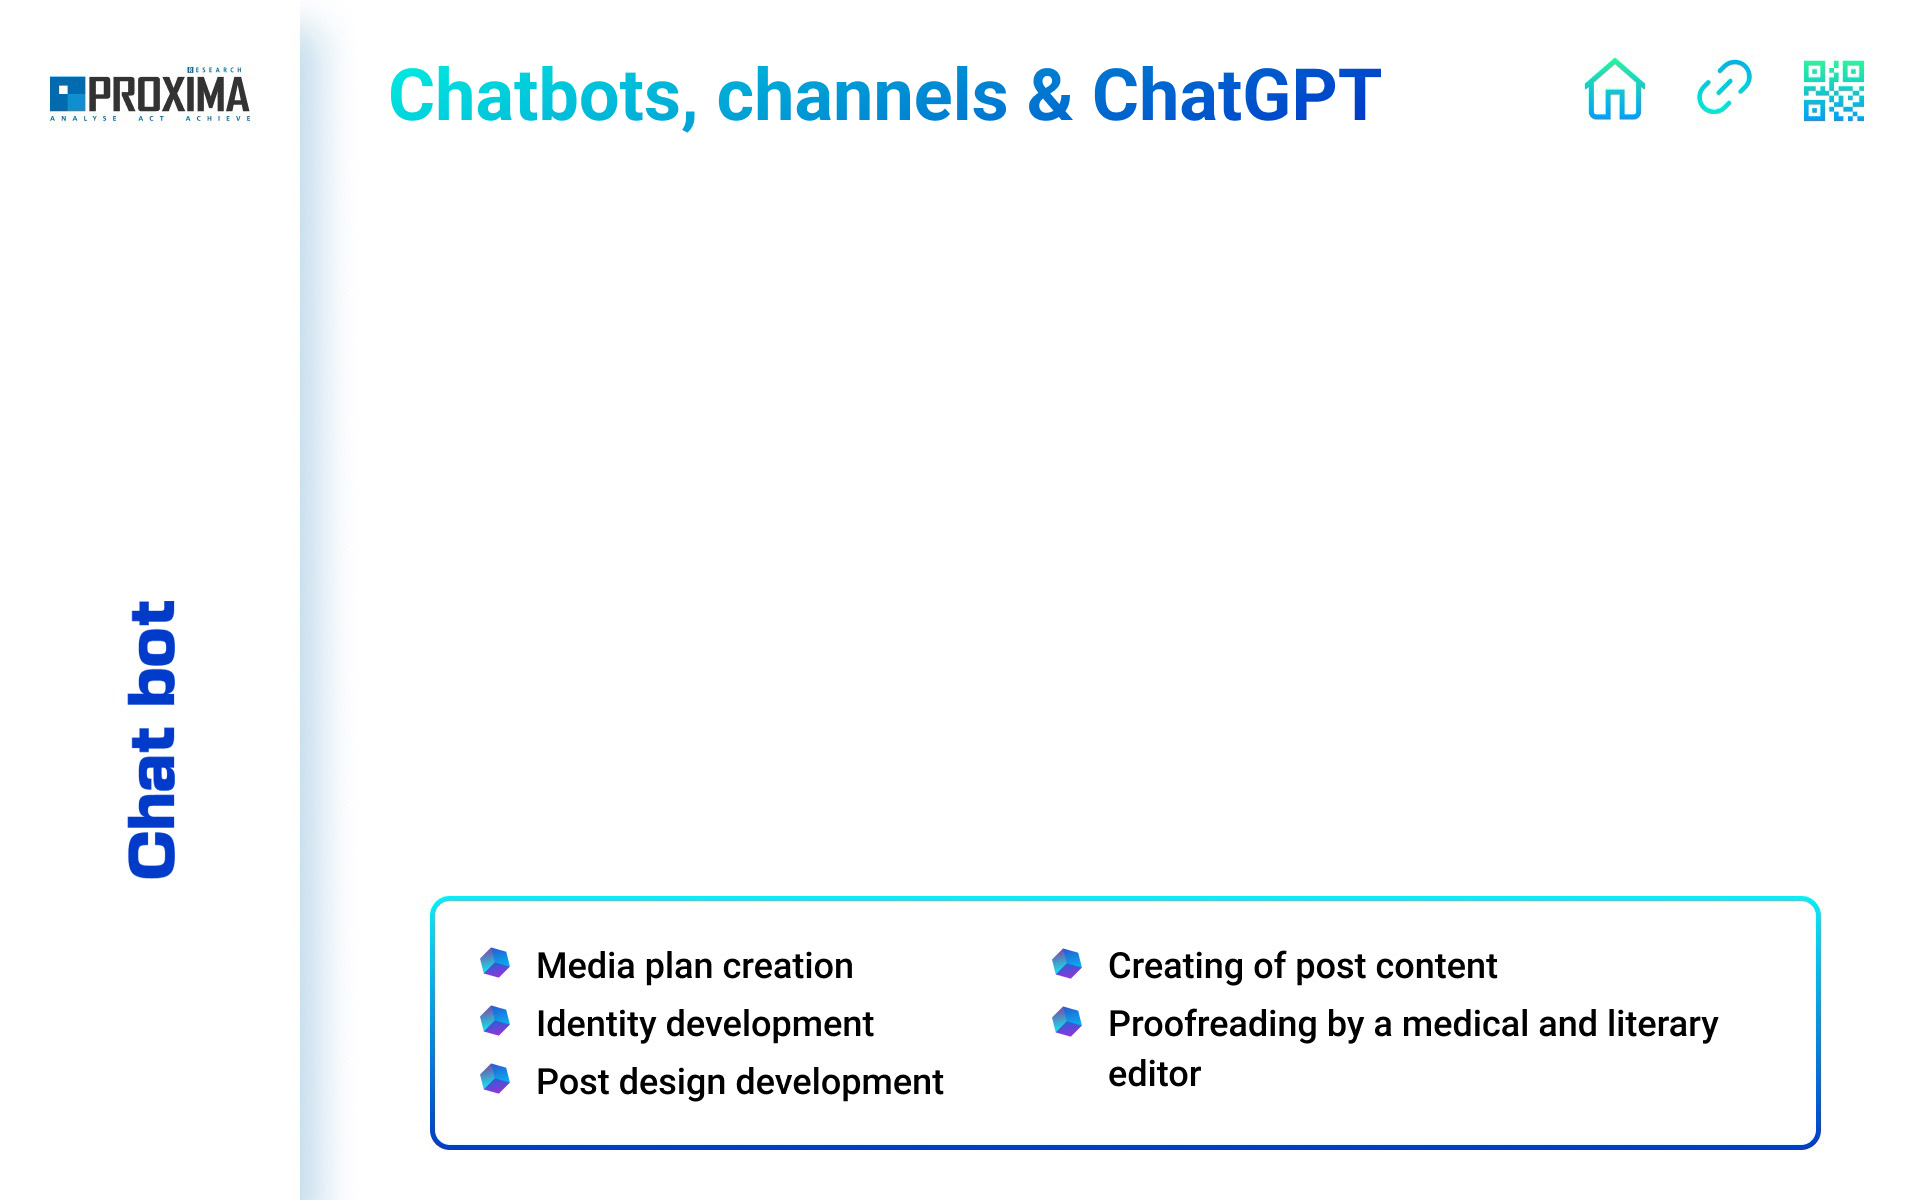 RESEARCH
PROXIMA
ANALYSE ACT ACHIEVE
Chatbots, channels & ChatGPT
Chat bot
Media plan creation
Identity development
Post design development
Creating of post content
Proofreading by a medical and literary
editor